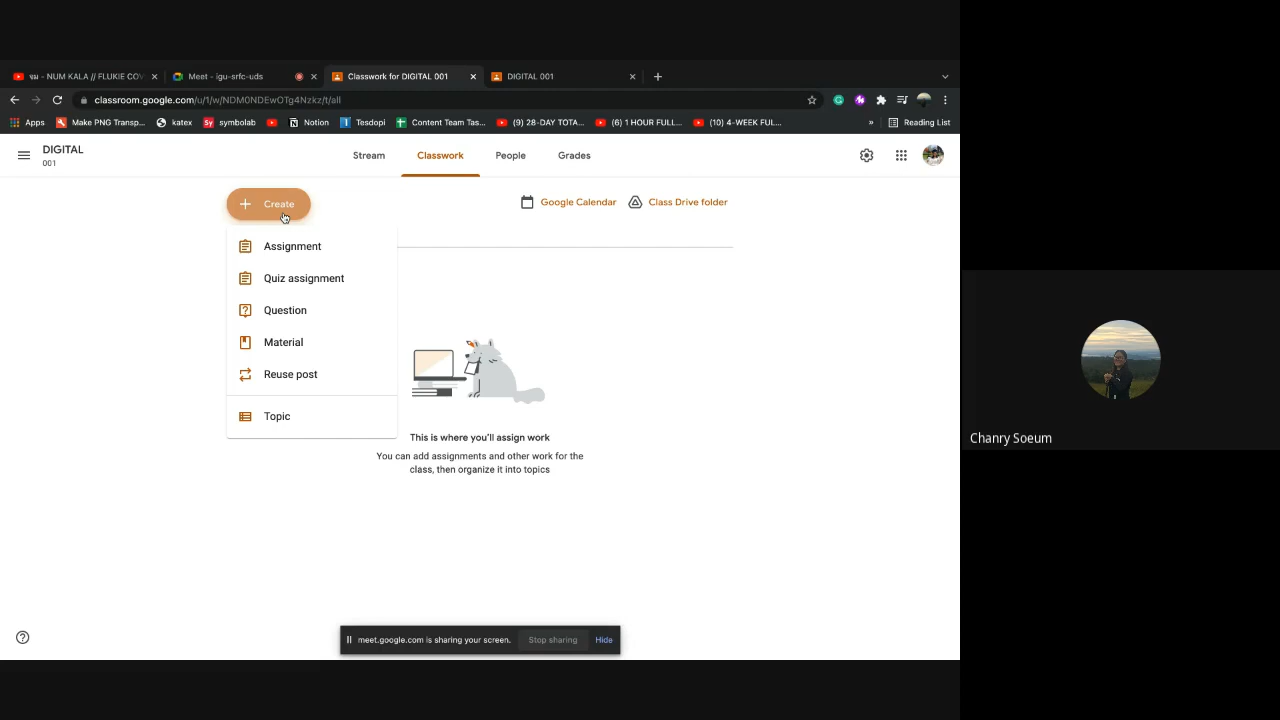 จม - NUM KALA // FLUKIE COV
Meet - igu-srfc-uds
Classwork for DIGITAL 001
DIGITAL 001
classroom.google.com/u/1/w/NDM0NDEwOTg4Nzkz/t/all
Apps
Make PNG Transp...
katex
Sy symbolab
Notion
Tesdopi
Content Team Tas...
(9) 28-DAY TOTA...
(6) 1 HOUR FULL...
(10) 4-WEEK FUL...
»
Reading List
DIGITAL
001
Stream
Classwork
People
Grades
+ Create
Google Calendar
Class Drive folder
Assignment
Quiz assignment
Question
Material
Reuse post
Topic
This is where you'll assign work
You can add assignments and other work for the
class, then organize it into topics
Chanry Soeum
meet.google.com is sharing your screen.
Stop sharing
Hide